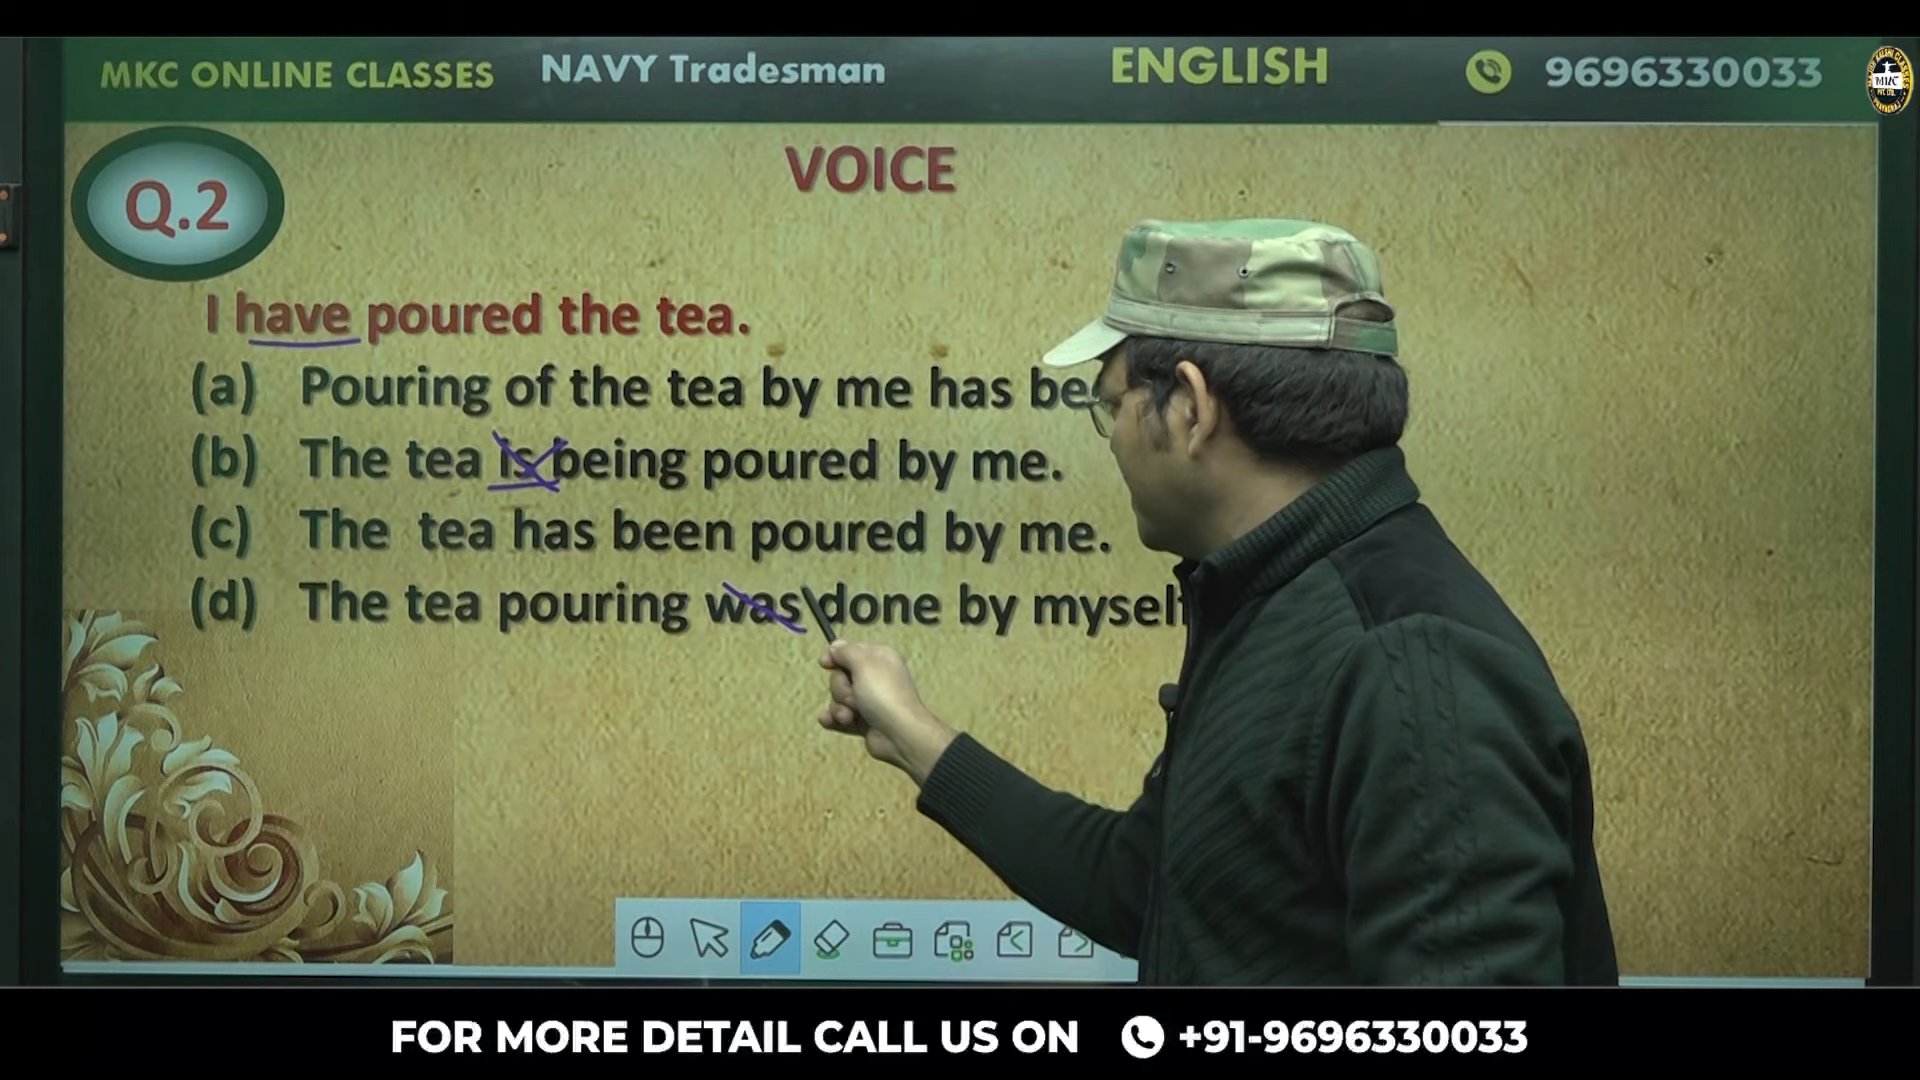 MKC ONLINE CLASSES NAVY Tradesman ENGLISH 9696330033
MKC
Q.2 VOICE
I have poured the tea.
(a) Pouring of the tea by me has
(b) The tea is being poured by me.
(c) The tea has been poured by me.
(d) The tea pouring was done by myself
FOR MORE DETAIL CALL US ON +91-9696330033